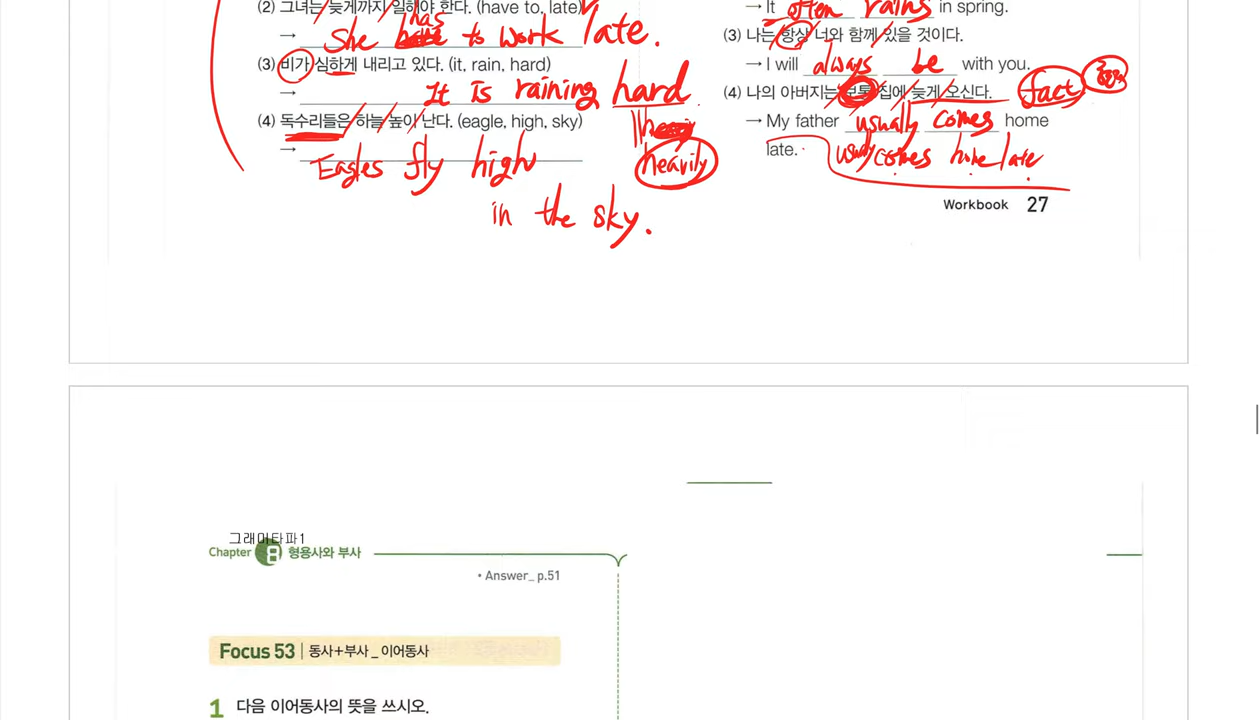 (2) 그녀는 늦게까지 일해야 한다. (have to, late)
has
→ She to work late.
(3) 비가 심하게 내리고 있다. (it, rain, hard)
→ It is raining hard
(4) 독수리들은 하늘 높이 난다. (eagle, high, sky)
heavily
→ Eagles fly high
in the sky.
→ It often rains in spring.
(3) 나는 항상 너와 함께 있을 것이다.
→ I will always be with you.
(4) 나의 아버지는 보통 집에 늦게 오신다. fact
→ My father usually comes home
late. usually comes home late
Workbook 27
그래머타파1
Chapter 8 형용사와 부사
• Answer_ p.51
Focus 53 | 동사+부사 _ 이어동사
1 다음 이어동사의 뜻을 쓰시오.